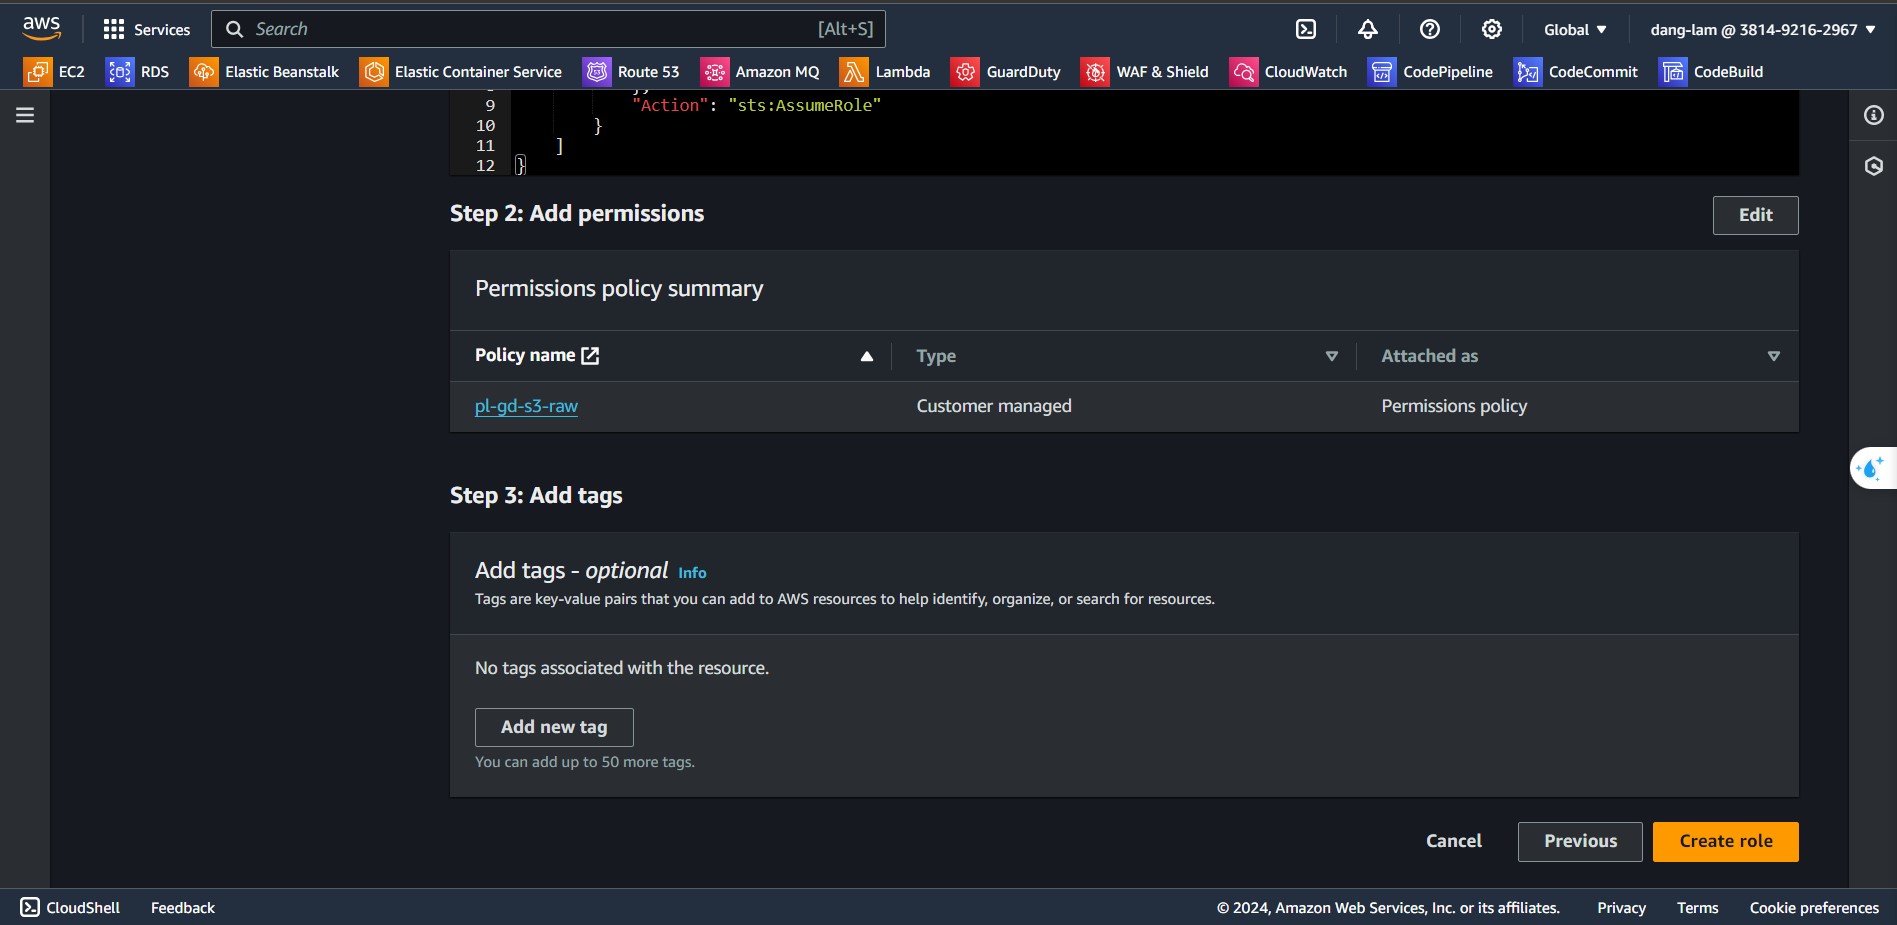 aws Services Search [Alt+S] Global dang-lam @ 3814-9216-2967
EC2 RDS Elastic Beanstalk Elastic Container Service Route 53 Amazon MQ Lambda GuardDuty WAF & Shield CloudWatch CodePipeline CodeCommit CodeBuild
9 "Action": "sts:AssumeRole"
10 }
11 ]
12 }
Step 2: Add permissions Edit
Permissions policy summary
Policy name Type Attached as
pl-gd-s3-raw Customer managed Permissions policy
Step 3: Add tags
Add tags - optional Info
Tags are key-value pairs that you can add to AWS resources to help identify, organize, or search for resources.
No tags associated with the resource.
Add new tag
You can add up to 50 more tags.
Cancel Previous Create role
CloudShell Feedback © 2024, Amazon Web Services, Inc. or its affiliates. Privacy Terms Cookie preferences